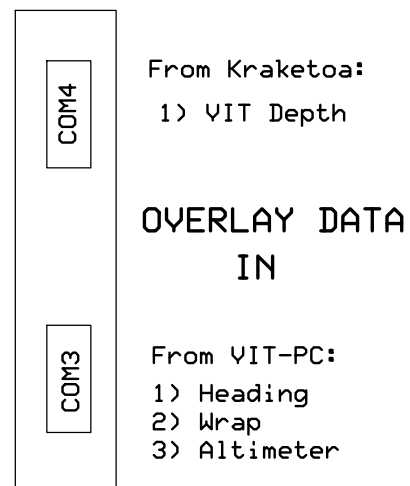 COM4
From Kraketoa:
1) VIT Depth
OVERLAY DATA
IN
COM3
From VIT-PC:
1) Heading
2) Wrap
3) Altimeter